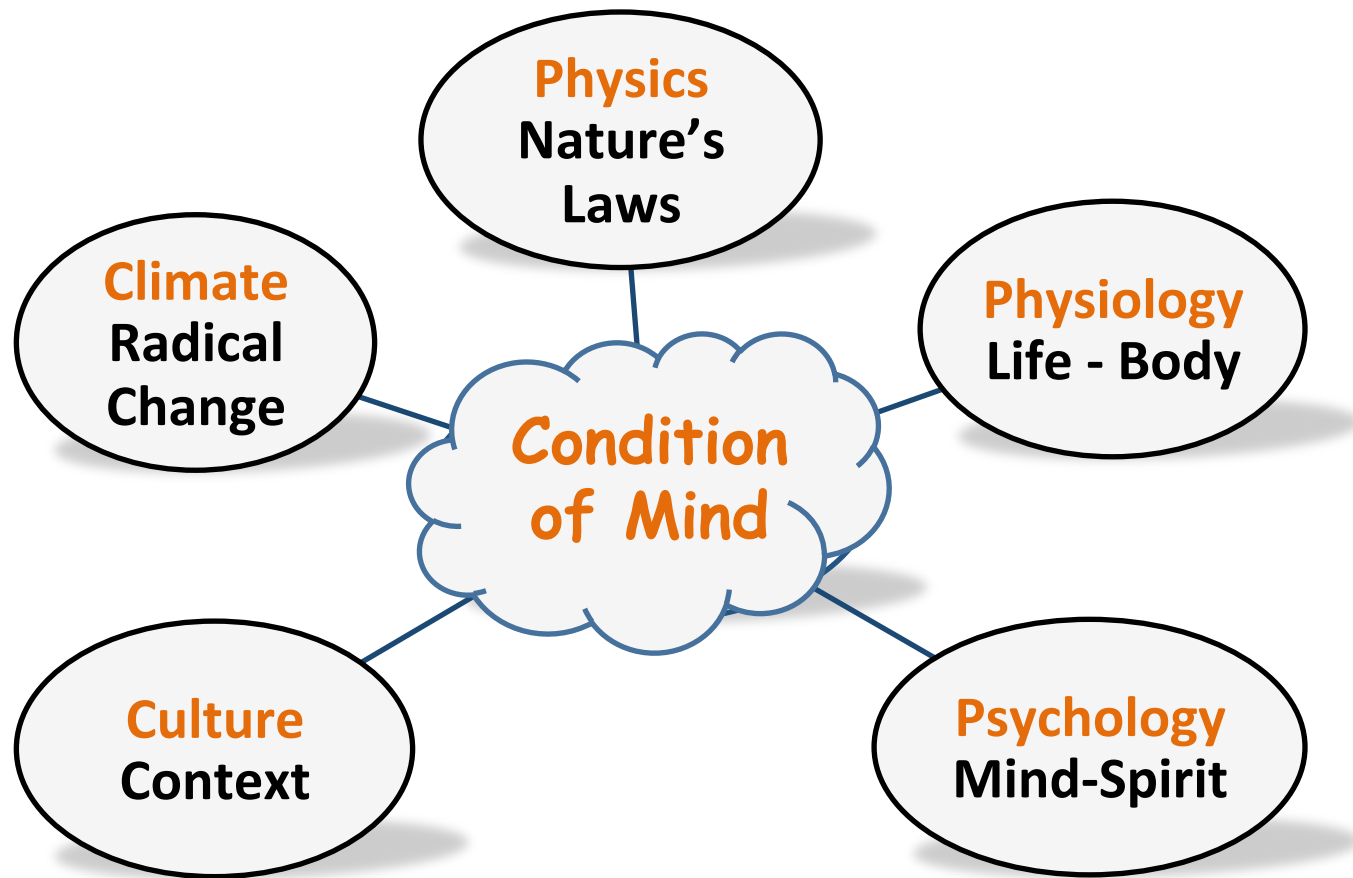 Physics
Nature’s
Laws
Climate
Radical
Change
Physiology
Life - Body
Condition
of Mind
Culture
Context
Psychology
Mind-Spirit